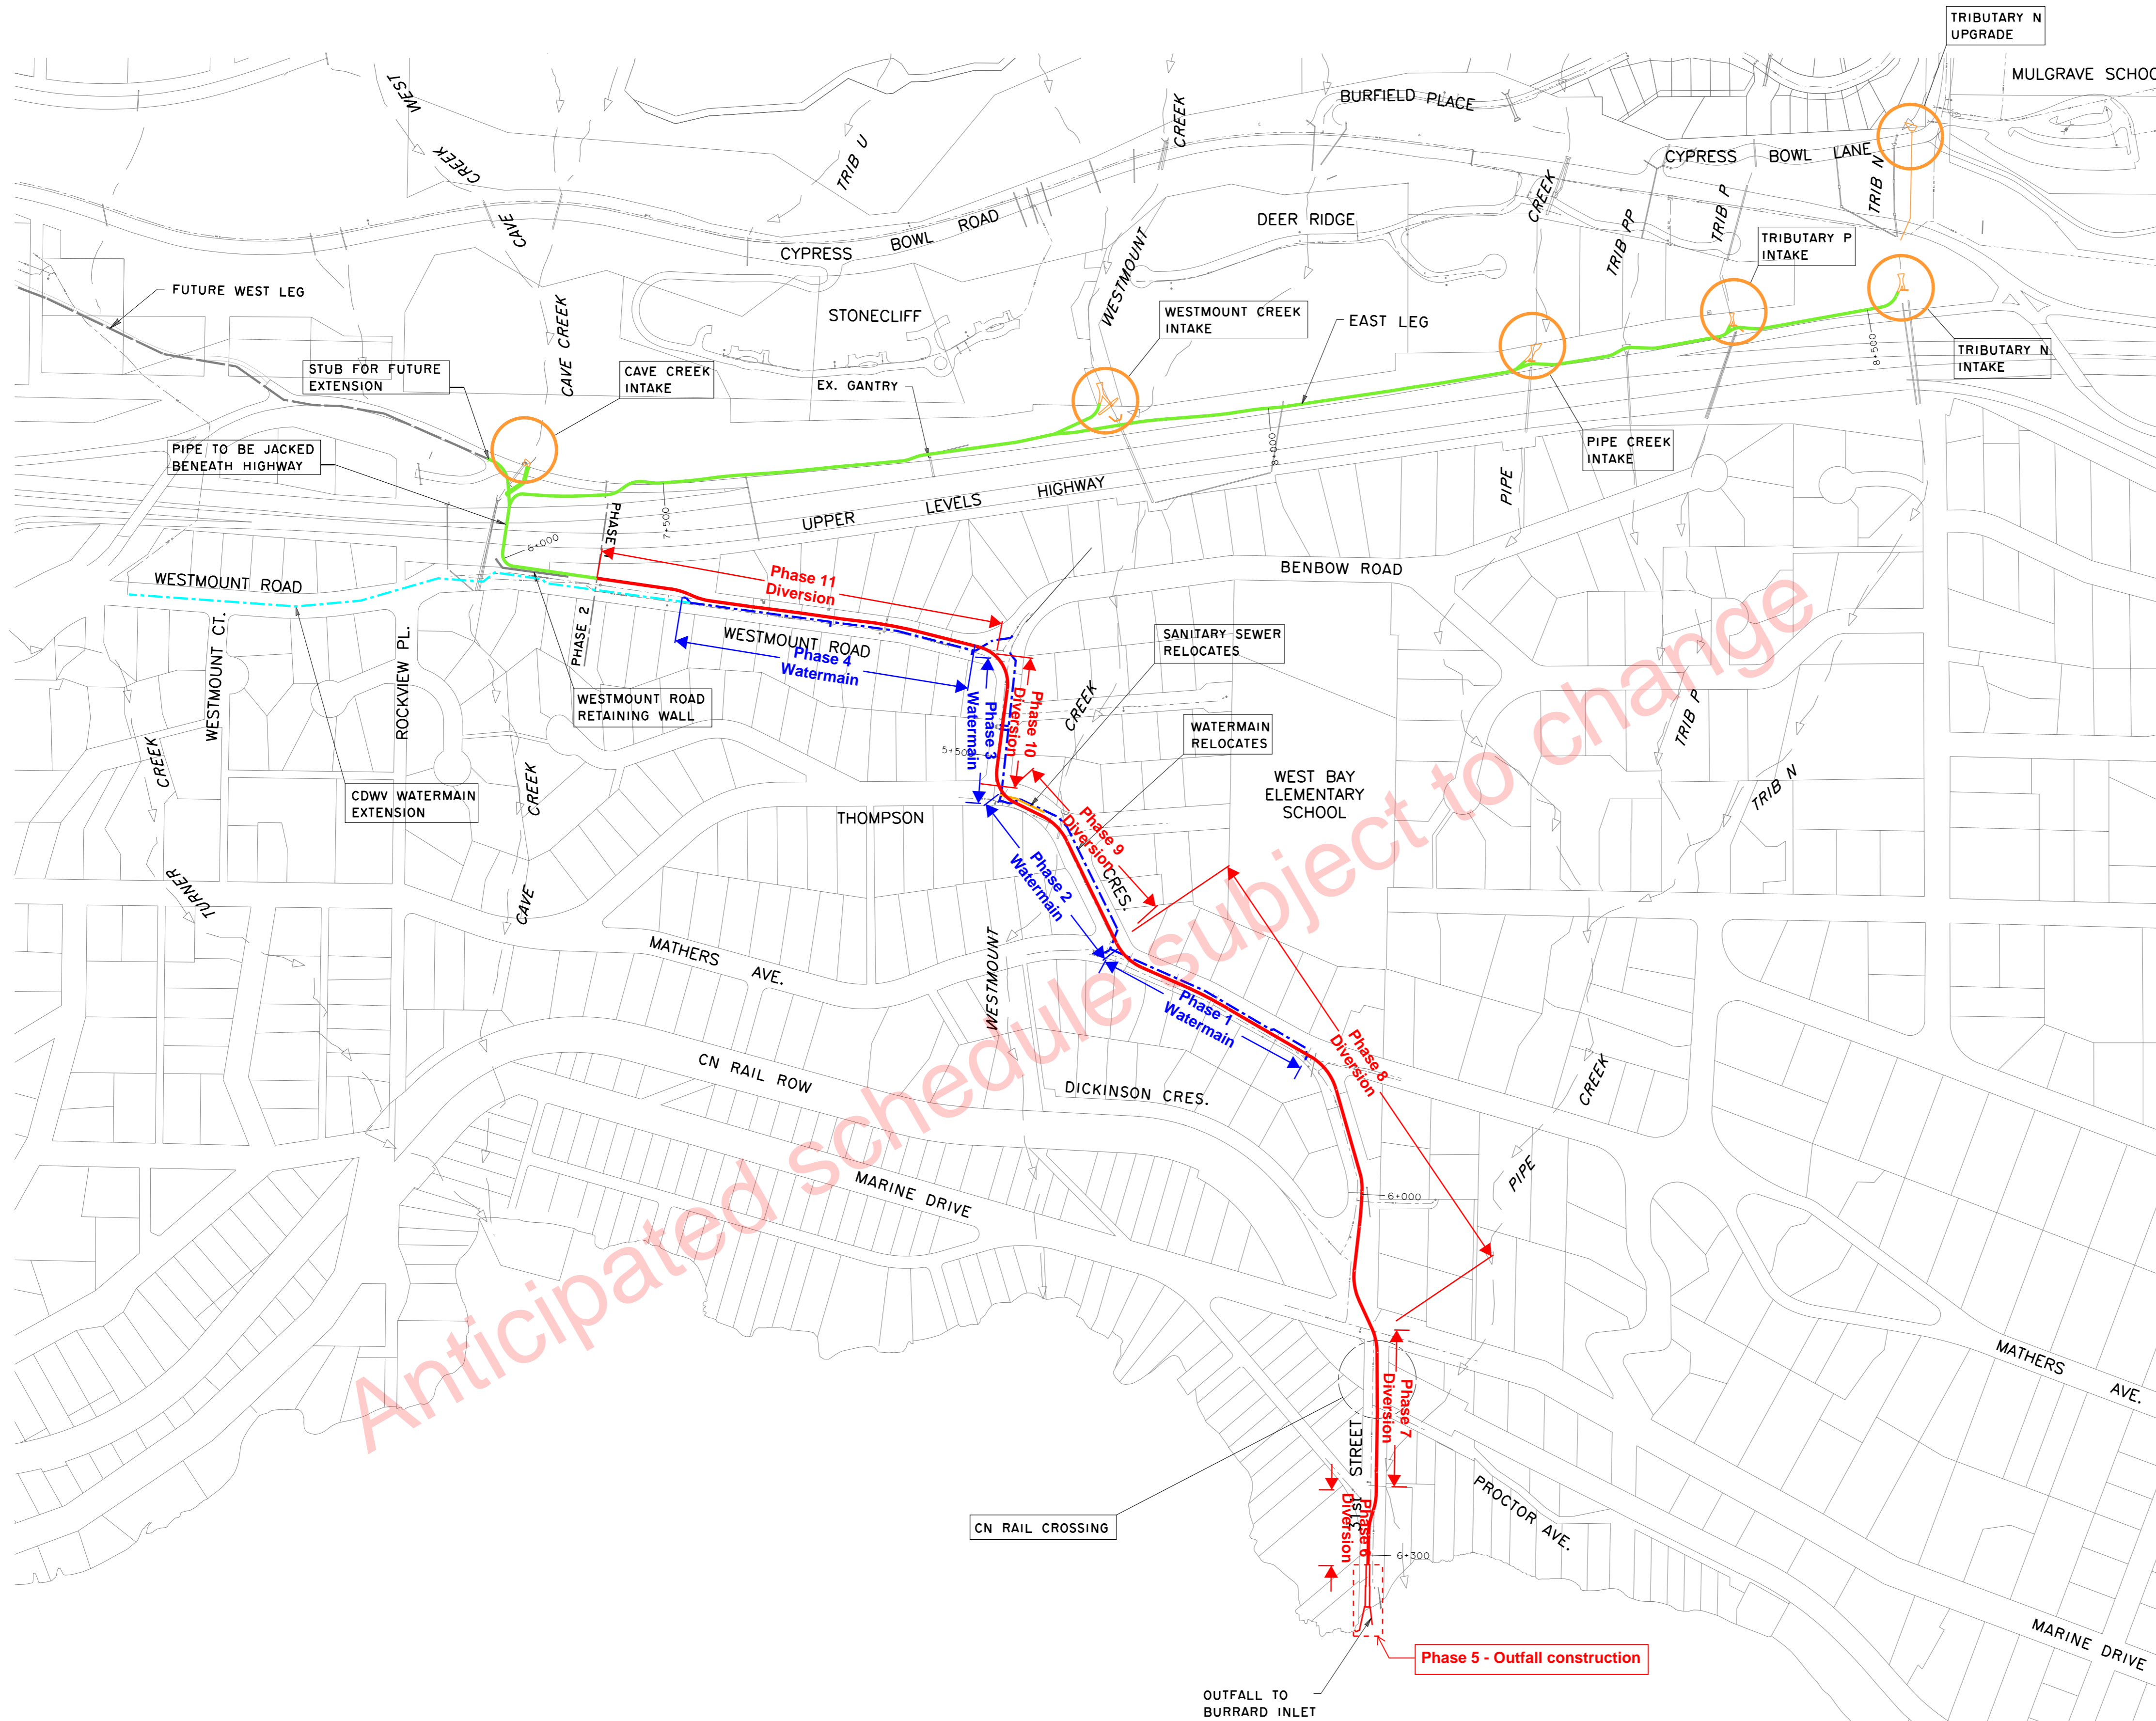 TRIBUTARY N
UPGRADE
MULGRAVE SCHOO
WEST
CREEK
CAVE
TRIB U
CREEK
BURFIELD PLACE
CYPRESS BOWL LANE
TRIB N
CREEK
TRIB PP
TRIB P
CYPRESS BOWL ROAD
DEER RIDGE
TRIBUTARY P
INTAKE
FUTURE WEST LEG
CAVE CREEK
STONECLIFF
WESTMOUNT
WESTMOUNT CREEK
INTAKE
EAST LEG
TRIBUTARY N
INTAKE
8+500
STUB FOR FUTURE
EXTENSION
CAVE CREEK
INTAKE
EX. GANTRY
PIPE TO BE JACKED
BENEATH HIGHWAY
8+000
PIPE CREEK
INTAKE
PIPE
UPPER LEVELS HIGHWAY
7+500
PHASE
6+000
WESTMOUNT ROAD
Phase 11
Diversion
BENBOW ROAD
PHASE 2
WESTMOUNT ROAD
Phase 4
Watermain
SANITARY SEWER
RELOCATES
WESTMOUNT CT.
ROCKVIEW PL.
WESTMOUNT ROAD
RETAINING WALL
Phase 3
Watermain
Phase 10
Diversion
CREEK
WATERMAIN
RELOCATES
TRIB P
TRIB N
CREEK
CREEK
CDWV WATERMAIN
EXTENSION
WEST BAY
ELEMENTARY
SCHOOL
THOMPSON
CRES.
Phase 9
Diversion
Phase 2
Watermain
TURNER
CAVE
MATHERS AVE.
WESTMOUNT
Phase 1
Watermain
Phase 8
Diversion
CN RAIL ROW
DICKINSON CRES.
CREEK
PIPE
MARINE DRIVE
6+000
Anticipated schedule subject to change
MATHERS AVE.
Phase 7
Diversion
31st STREET
Phase 6
Diversion
PROCTOR AVE.
CN RAIL CROSSING
6+300
MARINE DRIVE
Phase 5 - Outfall construction
OUTFALL TO
BURRARD INLET